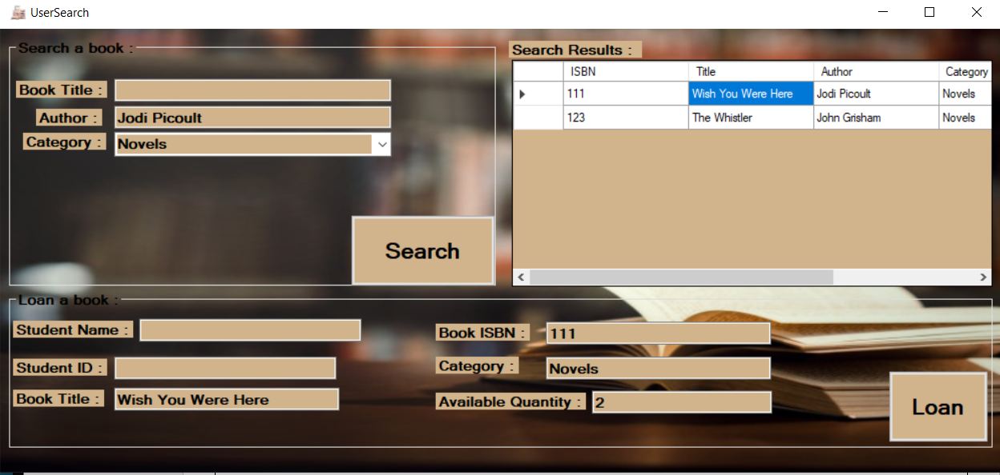 UserSearch
Search a book :
Book Title :
Author : Jodi Picoult
Category : Novels
Search
Search Results :
ISBN Title Author Category
111 Wish You Were Here Jodi Picoult Novels
123 The Whistler John Grisham Novels
Loan a book :
Student Name :
Student ID :
Book Title : Wish You Were Here
Book ISBN : 111
Category : Novels
Available Quantity : 2
Loan